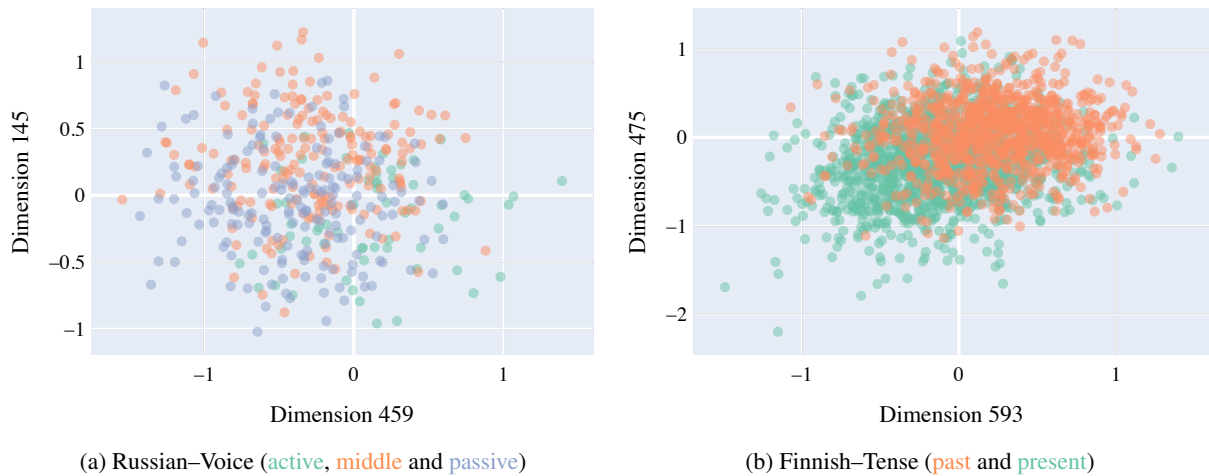 1
0.5
0
−0.5
−1
Dimension 145
−1
0
1
Dimension 459
(a) Russian–Voice (active, middle and passive)
1
0
−1
−2
Dimension 475
−1
0
1
Dimension 593
(b) Finnish–Tense (past and present)